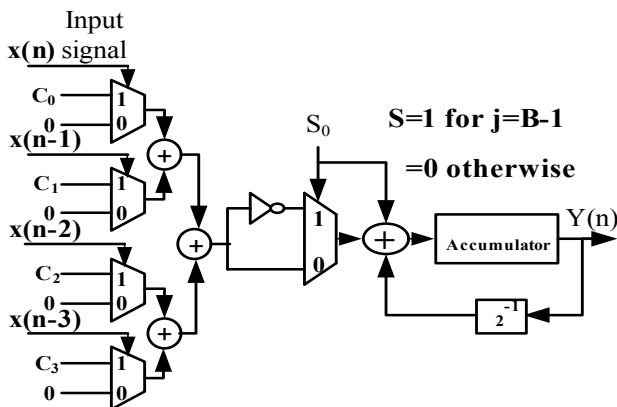 Input
x(n) signal
C0
1
0
0
x(n-1)
C1
1
0
0
x(n-2)
C2
1
0
0
x(n-3)
C3
1
0
0
+
+
+
S0
1
0
S=1 for j=B-1
=0 otherwise
+
Accumulator
Y(n)
2^-1